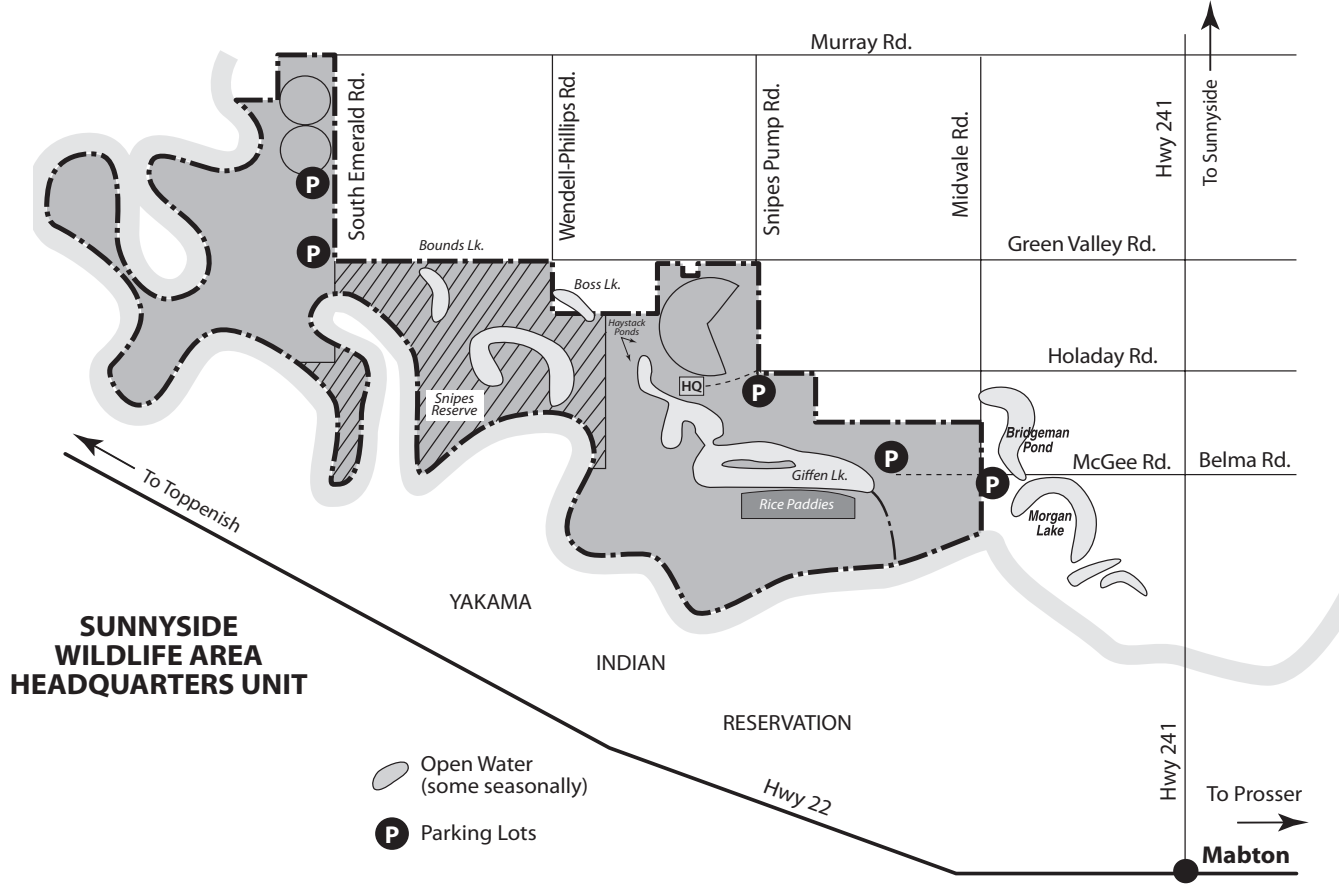 Murray Rd.
South Emerald Rd.
Wendell-Phillips Rd.
Snipes Pump Rd.
Midvale Rd.
Hwy 241
To Sunnyside
P
P
Bounds Lk.
Green Valley Rd.
Boss Lk.
Haystack
Ponds
Holaday Rd.
HQ
P
Snipes
Reserve
Bridgeman
Pond
P
McGee Rd.
Belma Rd.
Giffen Lk.
P
Rice Paddies
Morgan
Lake
To Toppenish
YAKAMA
INDIAN
RESERVATION
SUNNYSIDE
WILDLIFE AREA
HEADQUARTERS UNIT
Open Water
(some seasonally)
P
Parking Lots
Hwy 22
Hwy 241
To Prosser
Mabton